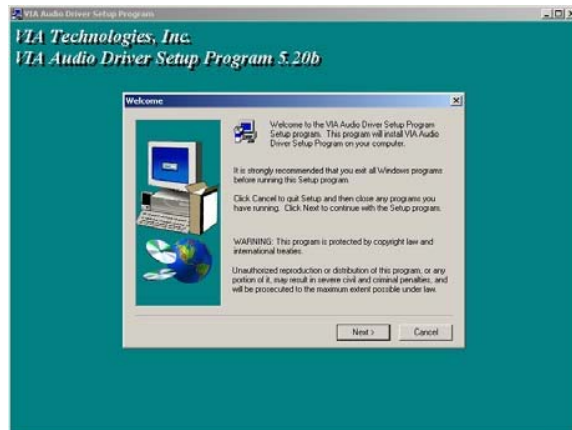 VIA Audio Driver Setup Program
VIA Technologies, Inc.
VIA Audio Driver Setup Program 5.20b
Welcome
Welcome to the VIA Audio Driver Setup Program
Setup program. This program will install VIA Audio
Driver Setup Program on your computer.
It is strongly recommended that you exit all Windows programs
before running this Setup program.
Click Cancel to quit Setup and then close any programs you
have running. Click Next to continue with the Setup program.
WARNING: This program is protected by copyright law and
international treaties.
Unauthorized reproduction or distribution of this program, or any
portion of it, may result in severe civil and criminal penalties, and
will be prosecuted to the maximum extent possible under law.
Next >
Cancel